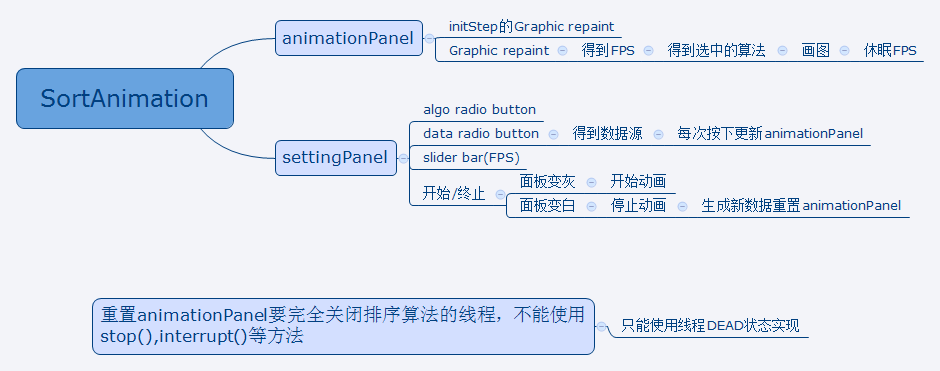 SortAnimation
animationPanel
initStep的Graphic repaint
Graphic repaint 得到FPS 得到选中的算法 画图 休眠FPS
settingPanel
algo radio button
data radio button 得到数据源 每次按下更新animationPanel
slider bar(FPS)
开始/终止
面板变灰 开始动画
面板变白 停止动画 生成新数据重置animationPanel
重置animationPanel要完全关闭排序算法的线程，不能使用
stop(),interrupt()等方法
只能使用线程DEAD状态实现